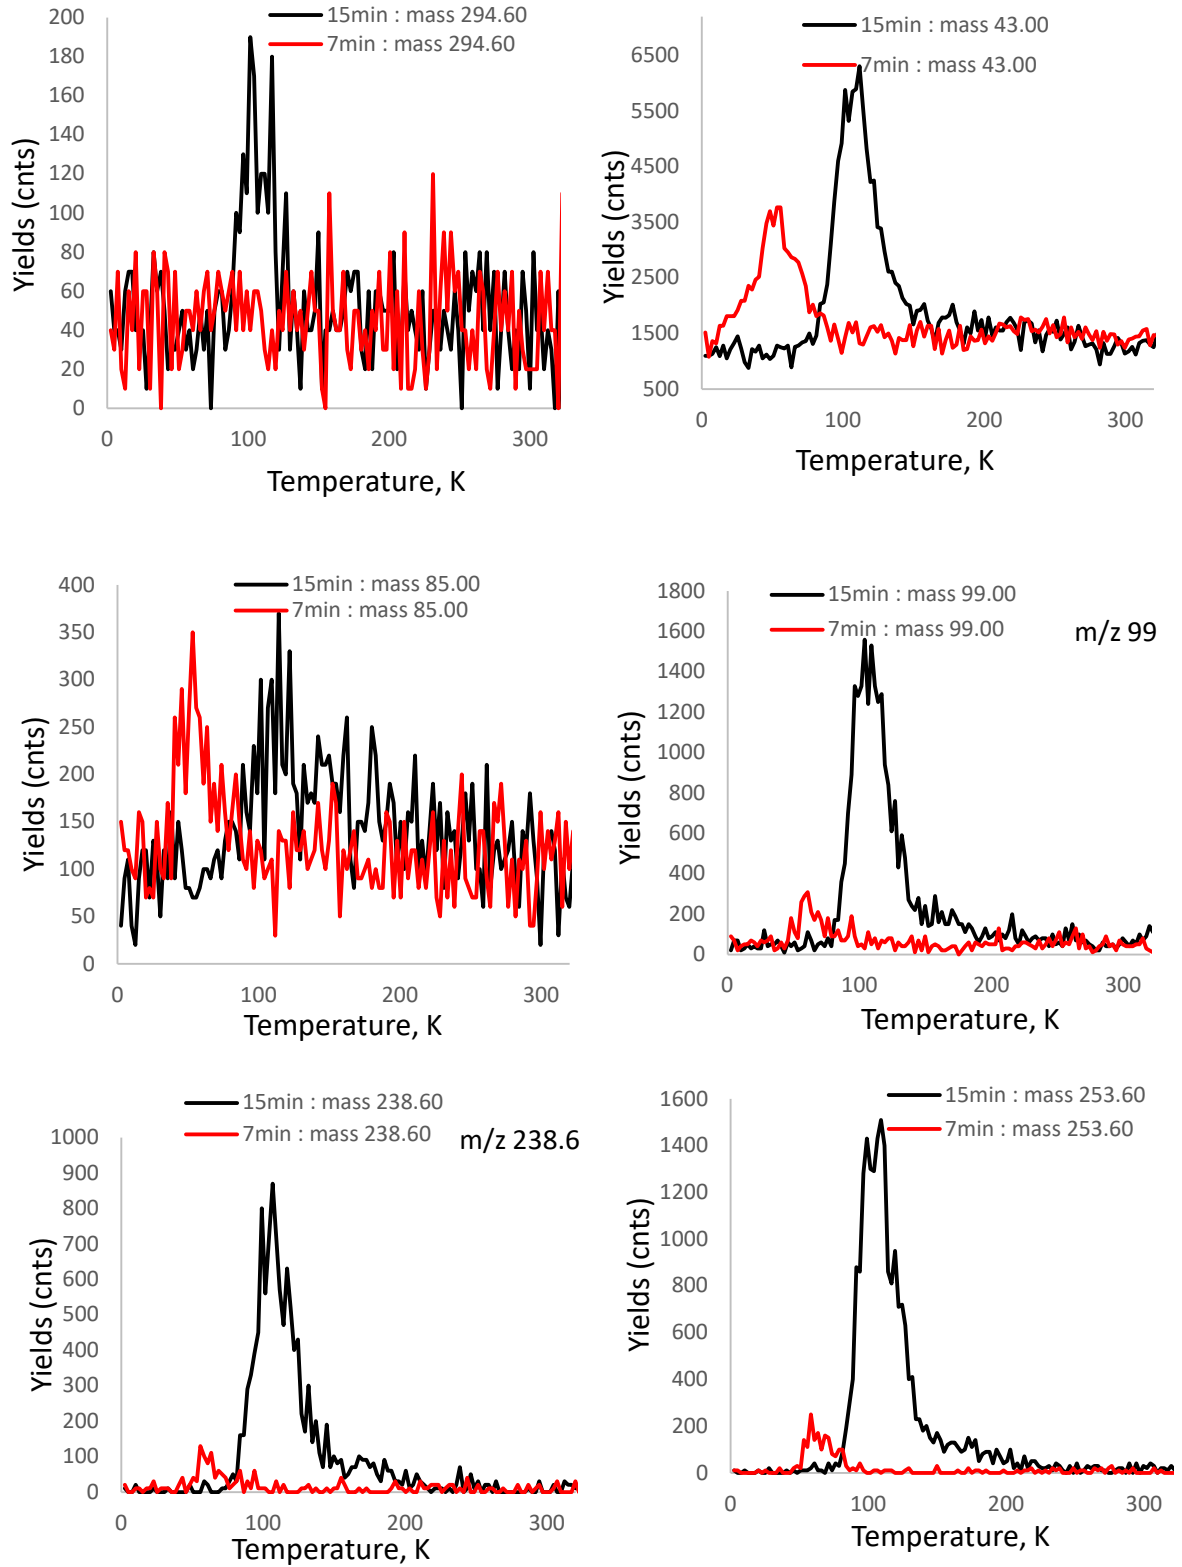 15min : mass 294.60
7min : mass 294.60
Yields (cnts)
200
180
160
140
120
100
80
60
40
20
0
0 100 200 300
Temperature, K
15min : mass 43.00
7min : mass 43.00
Yields (cnts)
6500
5500
4500
3500
2500
1500
500
0 100 200 300
Temperature, K
15min : mass 85.00
7min : mass 85.00
Yields (cnts)
400
350
300
250
200
150
100
50
0
0 100 200 300
Temperature, K
15min : mass 99.00
7min : mass 99.00
m/z 99
Yields (cnts)
1800
1600
1400
1200
1000
800
600
400
200
0
0 100 200 300
Temperature, K
15min : mass 238.60
7min : mass 238.60
m/z 238.6
Yields (cnts)
1000
900
800
700
600
500
400
300
200
100
0
0 100 200 300
Temperature, K
15min : mass 253.60
7min : mass 253.60
Yields (cnts)
1600
1400
1200
1000
800
600
400
200
0
0 100 200 300
Temperature, K